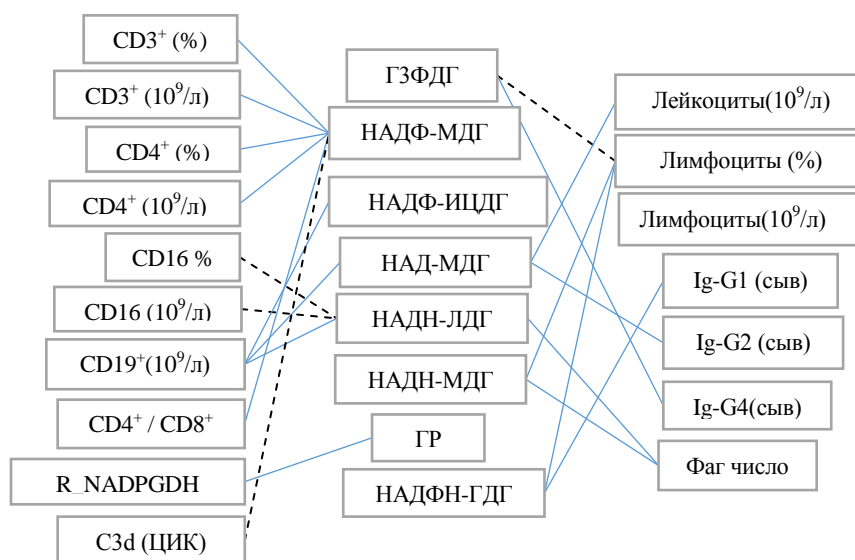 CD3⁺ (%)
CD3⁺ (10⁹/л)
CD4⁺ (%)
CD4⁺ (10⁹/л)
CD16 %
CD16 (10⁹/л)
CD19⁺(10⁹/л)
CD4⁺ / CD8⁺
R_NADPGDH
C3d (ЦИК)
Г3ФДГ
НАДФ-МДГ
НАДФ-ИЦДГ
НАД-МДГ
НАДН-ЛДГ
НАДН-МДГ
ГР
НАДФН-ГДГ
Лейкоциты(10⁹/л)
Лимфоциты (%)
Лимфоциты(10⁹/л)
Ig-G1 (сыв)
Ig-G2 (сыв)
Ig-G4(сыв)
Фаг число